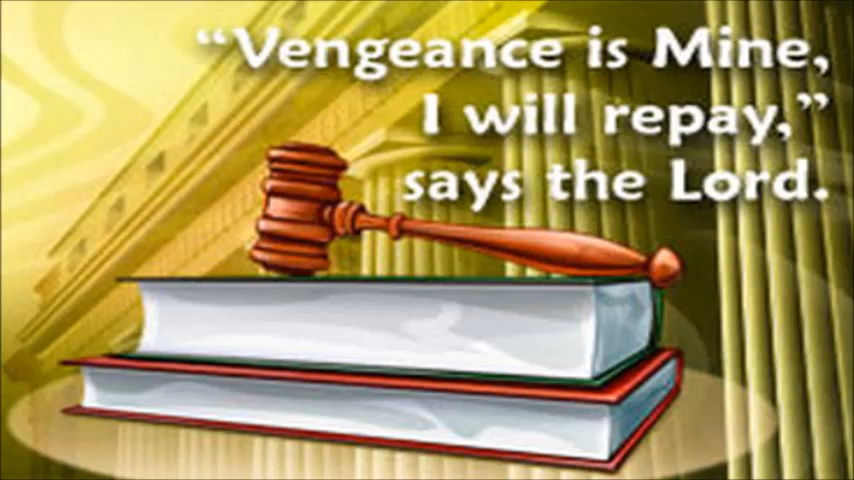 “Vengeance is Mine,
I will repay,”
says the Lord.